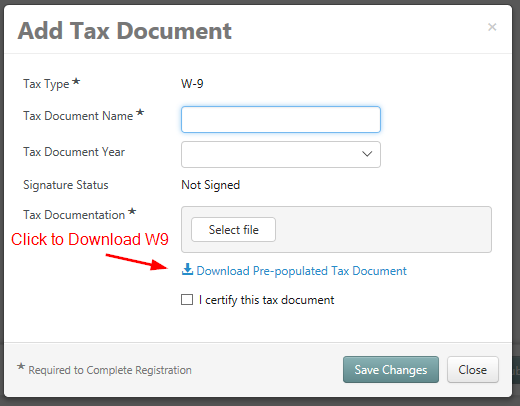 Add Tax Document ×
Tax Type * W-9
Tax Document Name *
Tax Document Year
Signature Status Not Signed
Tax Documentation *
Select file
Click to Download W9
Download Pre-populated Tax Document
I certify this tax document
* Required to Complete Registration Save Changes Close